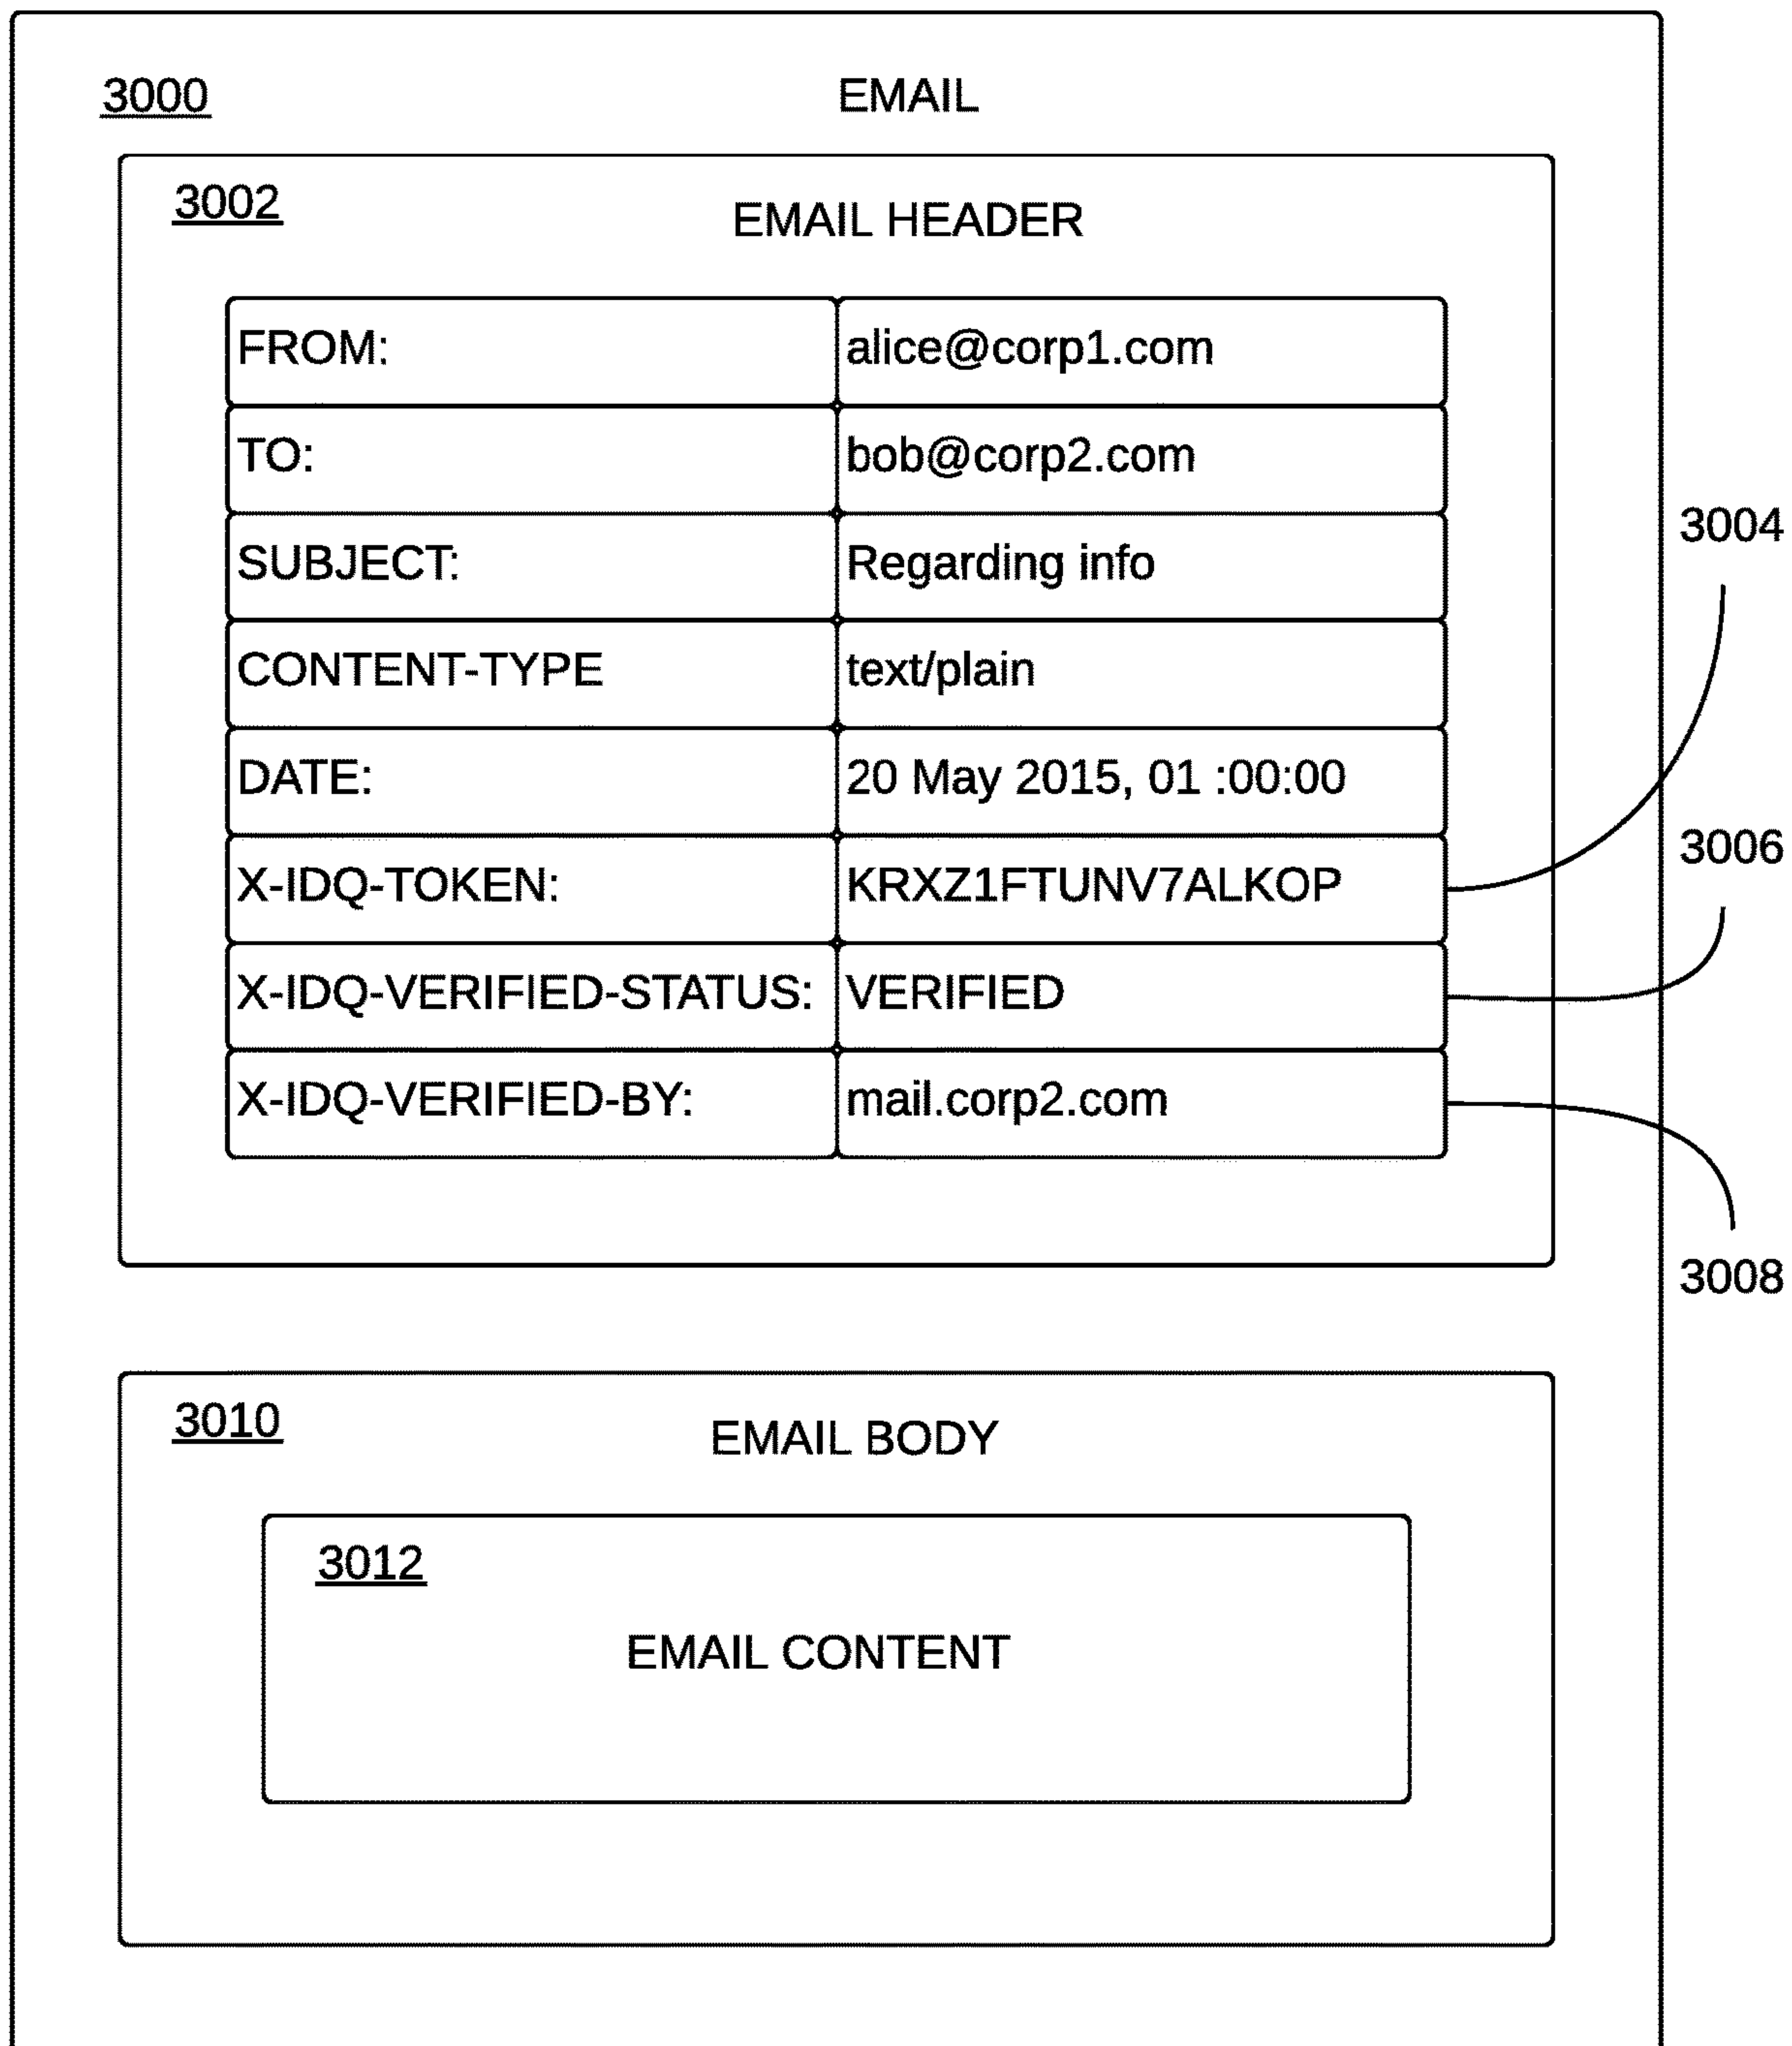 3000 EMAIL
3002
EMAIL HEADER
FROM: alice@corp1.com
TO: bob@corp2.com
SUBJECT: Regarding info
CONTENT-TYPE text/plain
DATE: 20 May 2015, 01 :00:00
X-IDQ-TOKEN: KRXZ1FTUNV7ALKOP
X-IDQ-VERIFIED-STATUS: VERIFIED
X-IDQ-VERIFIED-BY: mail.corp2.com
3004
3006
3008
3010
EMAIL BODY
3012
EMAIL CONTENT